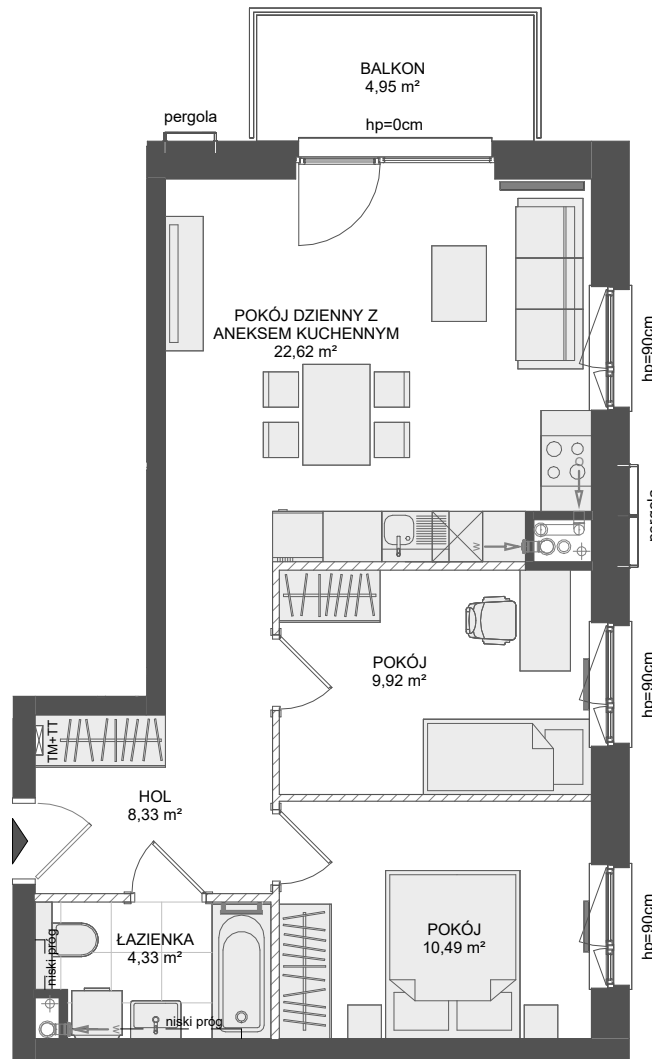 BALKON
4,95 m²
hp=0cm
pergola
POKÓJ DZIENNY Z
ANEKSEM KUCHENNYM
22,62 m²
hp=90cm
pergola
W
POKÓJ
9,92 m²
hp=90cm
TM+TT
HOL
8,33 m²
POKÓJ
10,49 m²
hp=90cm
ŁAZIENKA
4,33 m²
niski próg
W
niski próg